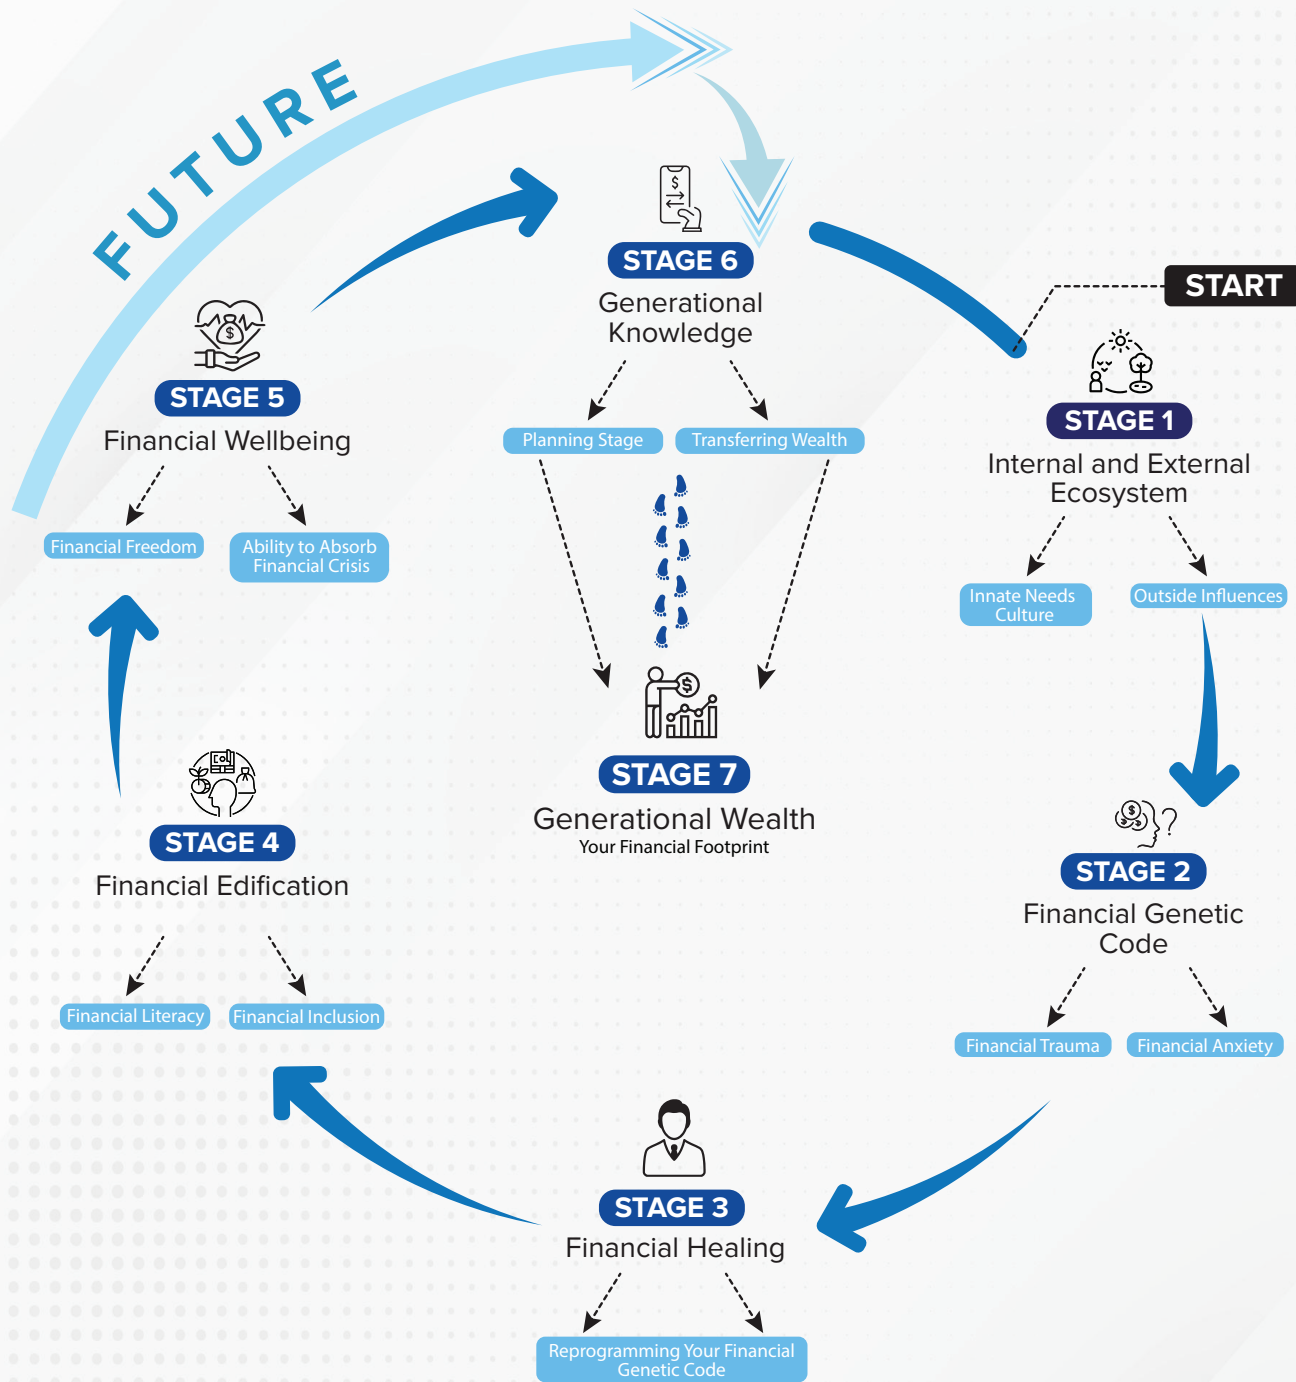 FUTURE
START
STAGE 1
Internal and External
Ecosystem
Innate Needs
Culture
Outside Influences
STAGE 2
Financial Genetic
Code
Financial Trauma
Financial Anxiety
STAGE 3
Financial Healing
Reprogramming Your Financial
Genetic Code
STAGE 4
Financial Edification
Financial Literacy
Financial Inclusion
STAGE 5
Financial Wellbeing
Financial Freedom
Ability to Absorb
Financial Crisis
STAGE 6
Generational
Knowledge
Planning Stage
Transferring Wealth
STAGE 7
Generational Wealth
Your Financial Footprint